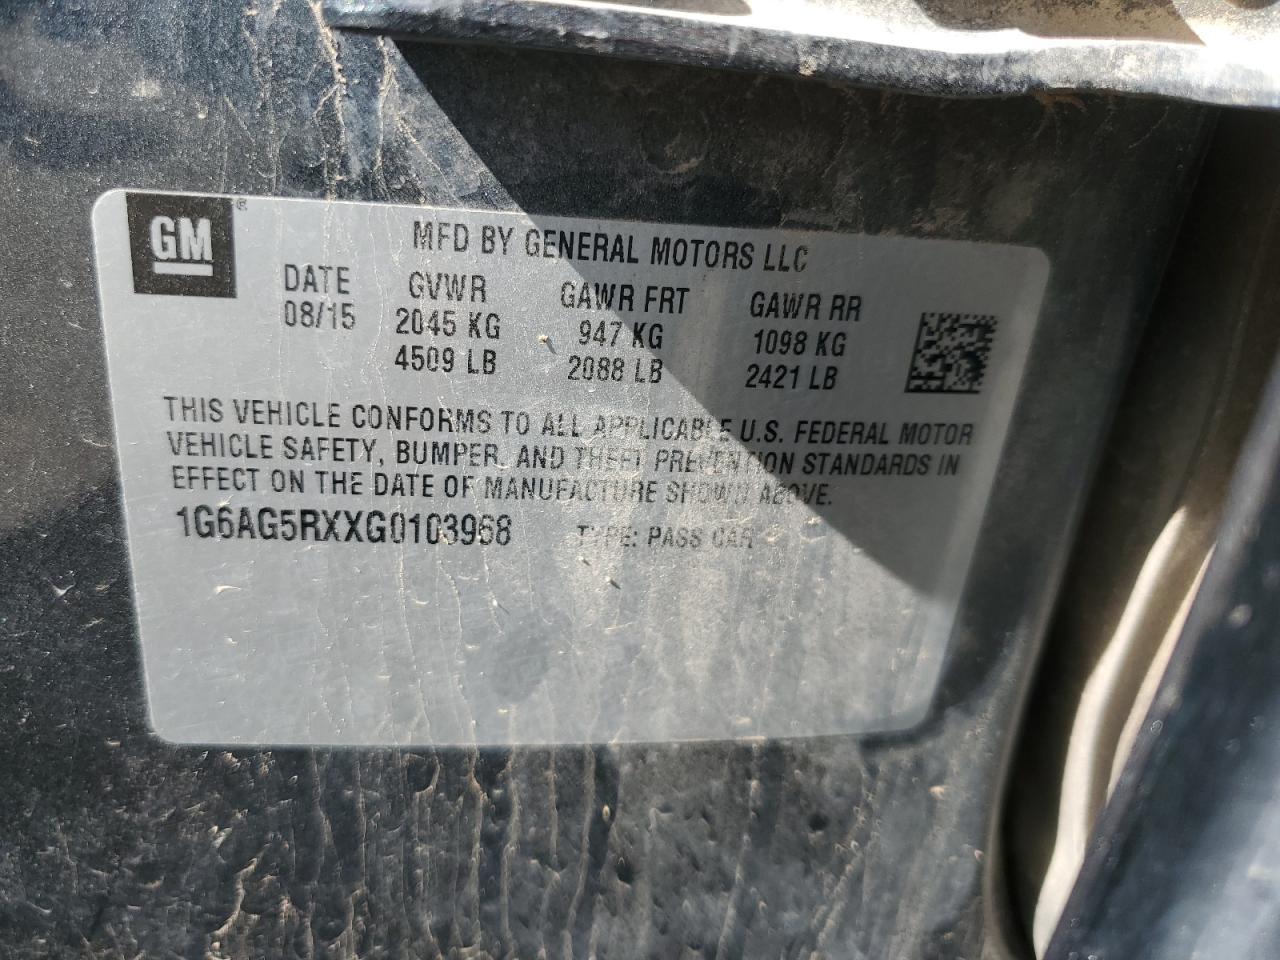 GM ®
MFD BY GENERAL MOTORS LLC
DATE GVWR GAWR FRT GAWR RR
08/15 2045 KG 947 KG 1098 KG
4509 LB 2088 LB 2421 LB
THIS VEHICLE CONFORMS TO ALL APPLICABLE U.S. FEDERAL MOTOR
VEHICLE SAFETY, BUMPER, AND THEFT PREVENTION STANDARDS IN
EFFECT ON THE DATE OF MANUFACTURE SHOWN ABOVE.
1G6AG5RXXG0103968 TYPE: PASS CAR